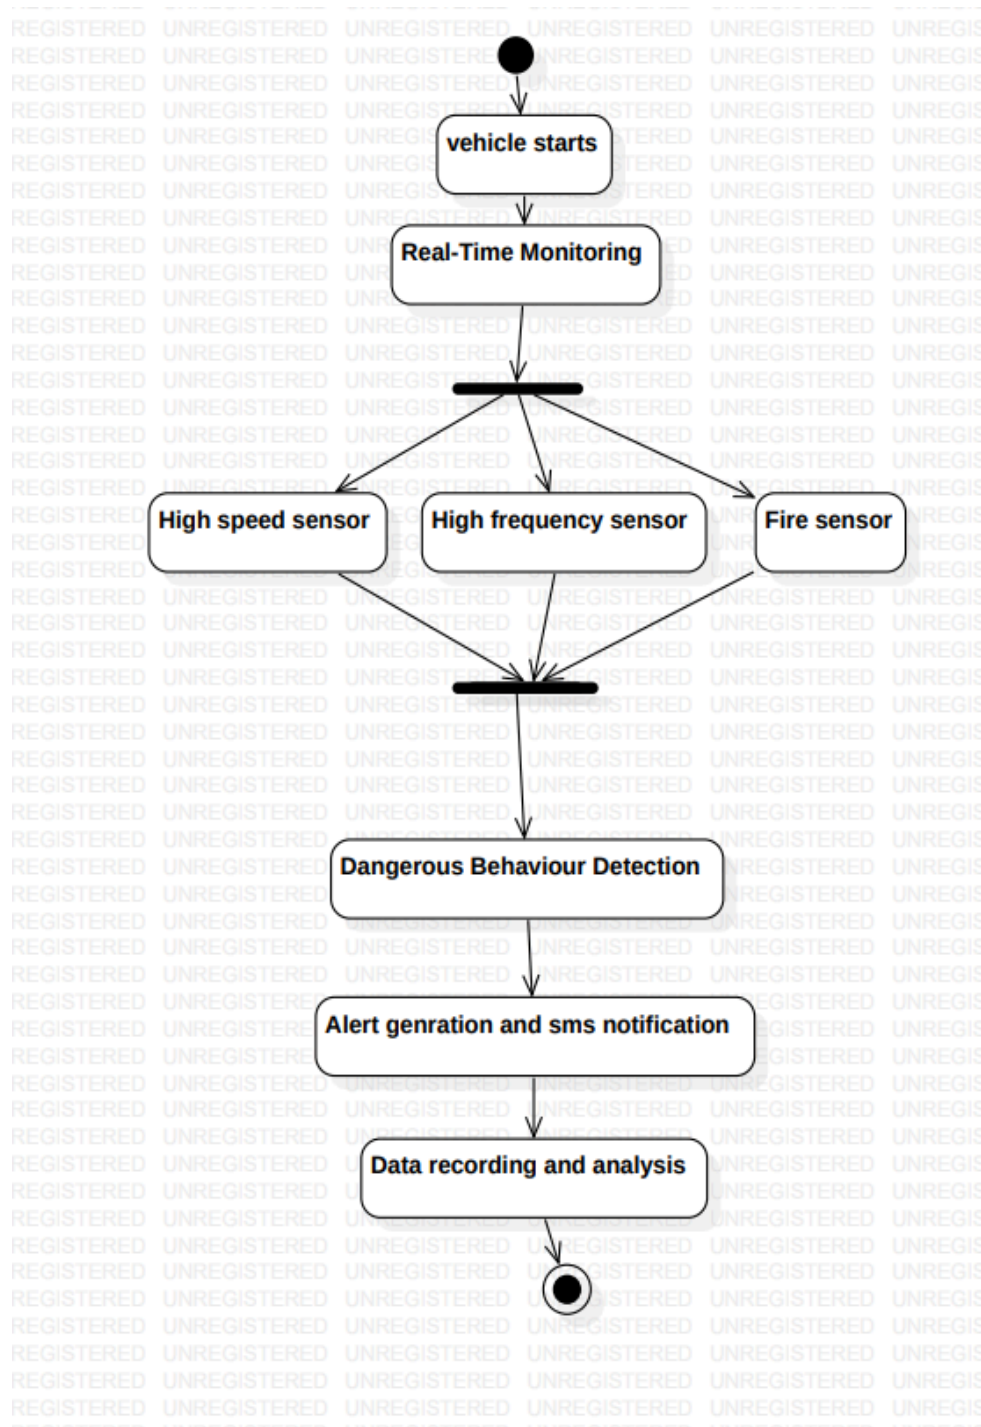 vehicle starts
Real-Time Monitoring
High speed sensor
High frequency sensor
Fire sensor
Dangerous Behaviour Detection
Alert genration and sms notification
Data recording and analysis
UNREGISTERED